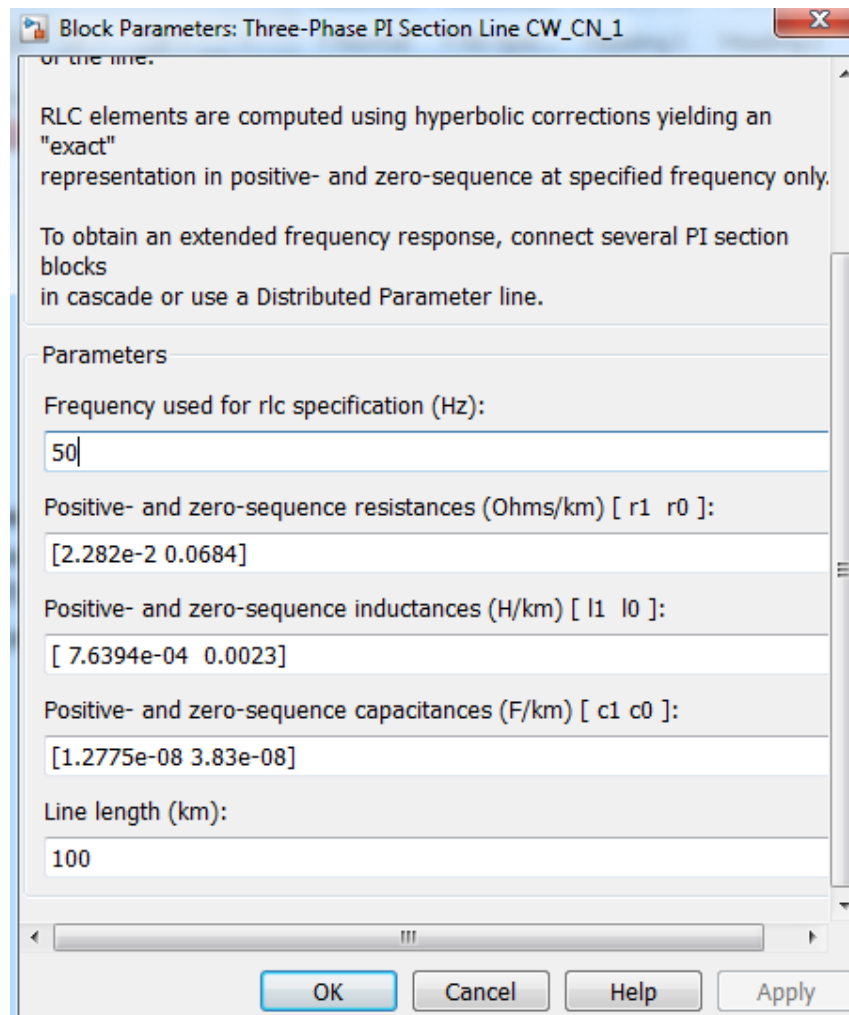 Block Parameters: Three-Phase PI Section Line CW_CN_1
of the line.
RLC elements are computed using hyperbolic corrections yielding an
"exact"
representation in positive- and zero-sequence at specified frequency only.
To obtain an extended frequency response, connect several PI section
blocks
in cascade or use a Distributed Parameter line.
Parameters
Frequency used for rlc specification (Hz):
50
Positive- and zero-sequence resistances (Ohms/km) [ r1  r0 ]:
[2.282e-2 0.0684]
Positive- and zero-sequence inductances (H/km) [ l1  l0 ]:
[ 7.6394e-04  0.0023]
Positive- and zero-sequence capacitances (F/km) [ c1 c0 ]:
[1.2775e-08 3.83e-08]
Line length (km):
100
OK
Cancel
Help
Apply